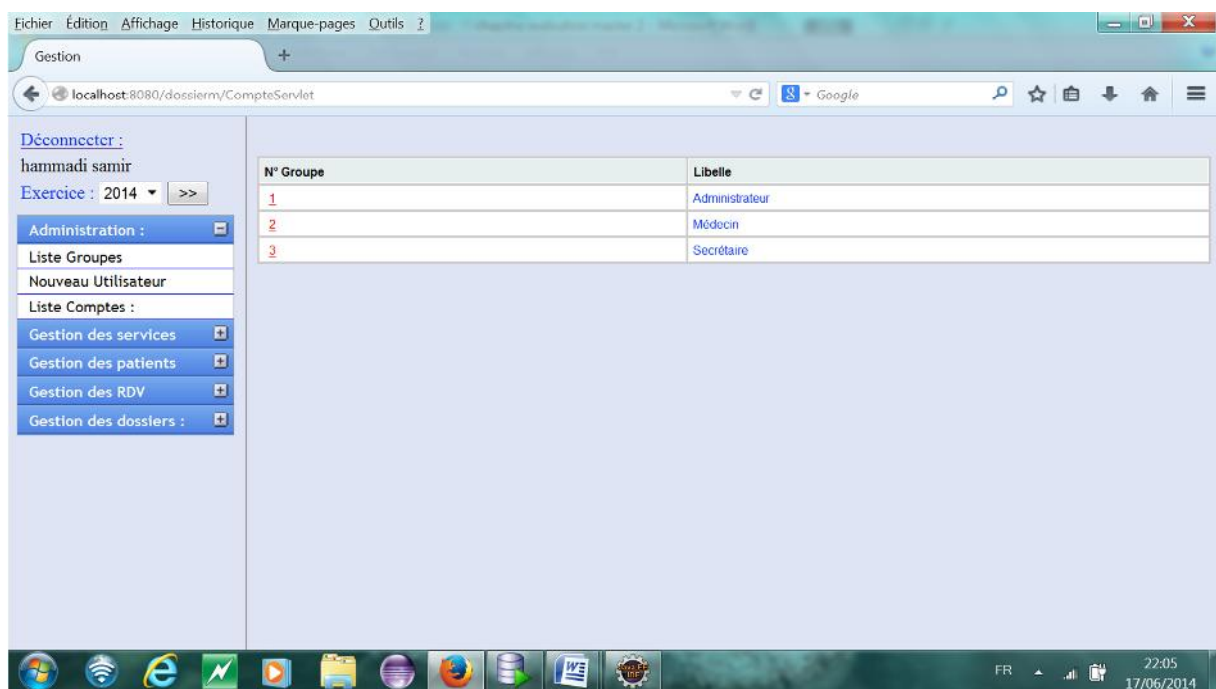 Fichier Édition Affichage Historique Marque-pages Outils ?
Gestion +
localhost:8080/dossierm/CompteServlet
8 Google
Déconnecter :
hammadi samir
Exercice : 2014 >>
Administration :
Liste Groupes
Nouveau Utilisateur
Liste Comptes :
Gestion des services
Gestion des patients
Gestion des RDV
Gestion des dossiers :
N° Groupe Libelle
1 Administrateur
2 Médecin
3 Secrétaire
FR 22:05
17/06/2014